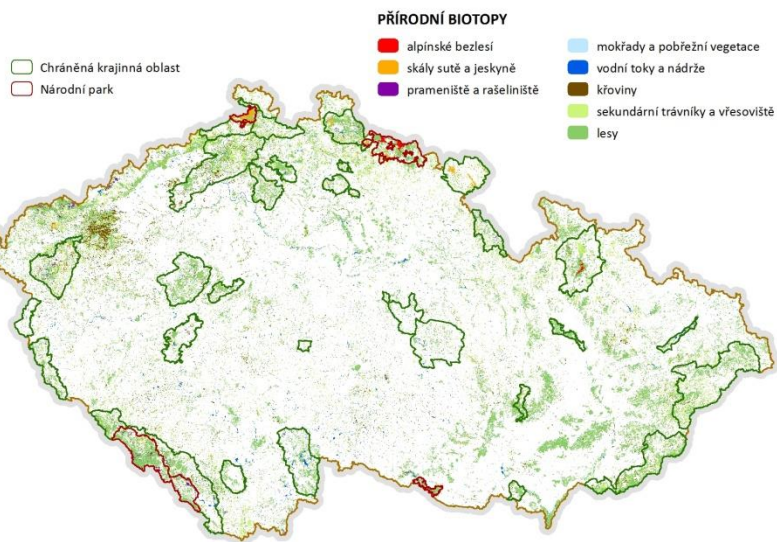 PŘÍRODNÍ BIOTOPY
Chráněná krajinná oblast
Národní park
alpínské bezlesí
skály sutě a jeskyně
prameniště a rašeliniště
mokřady a pobřežní vegetace
vodní toky a nádrže
křoviny
sekundární trávníky a vřesoviště
lesy